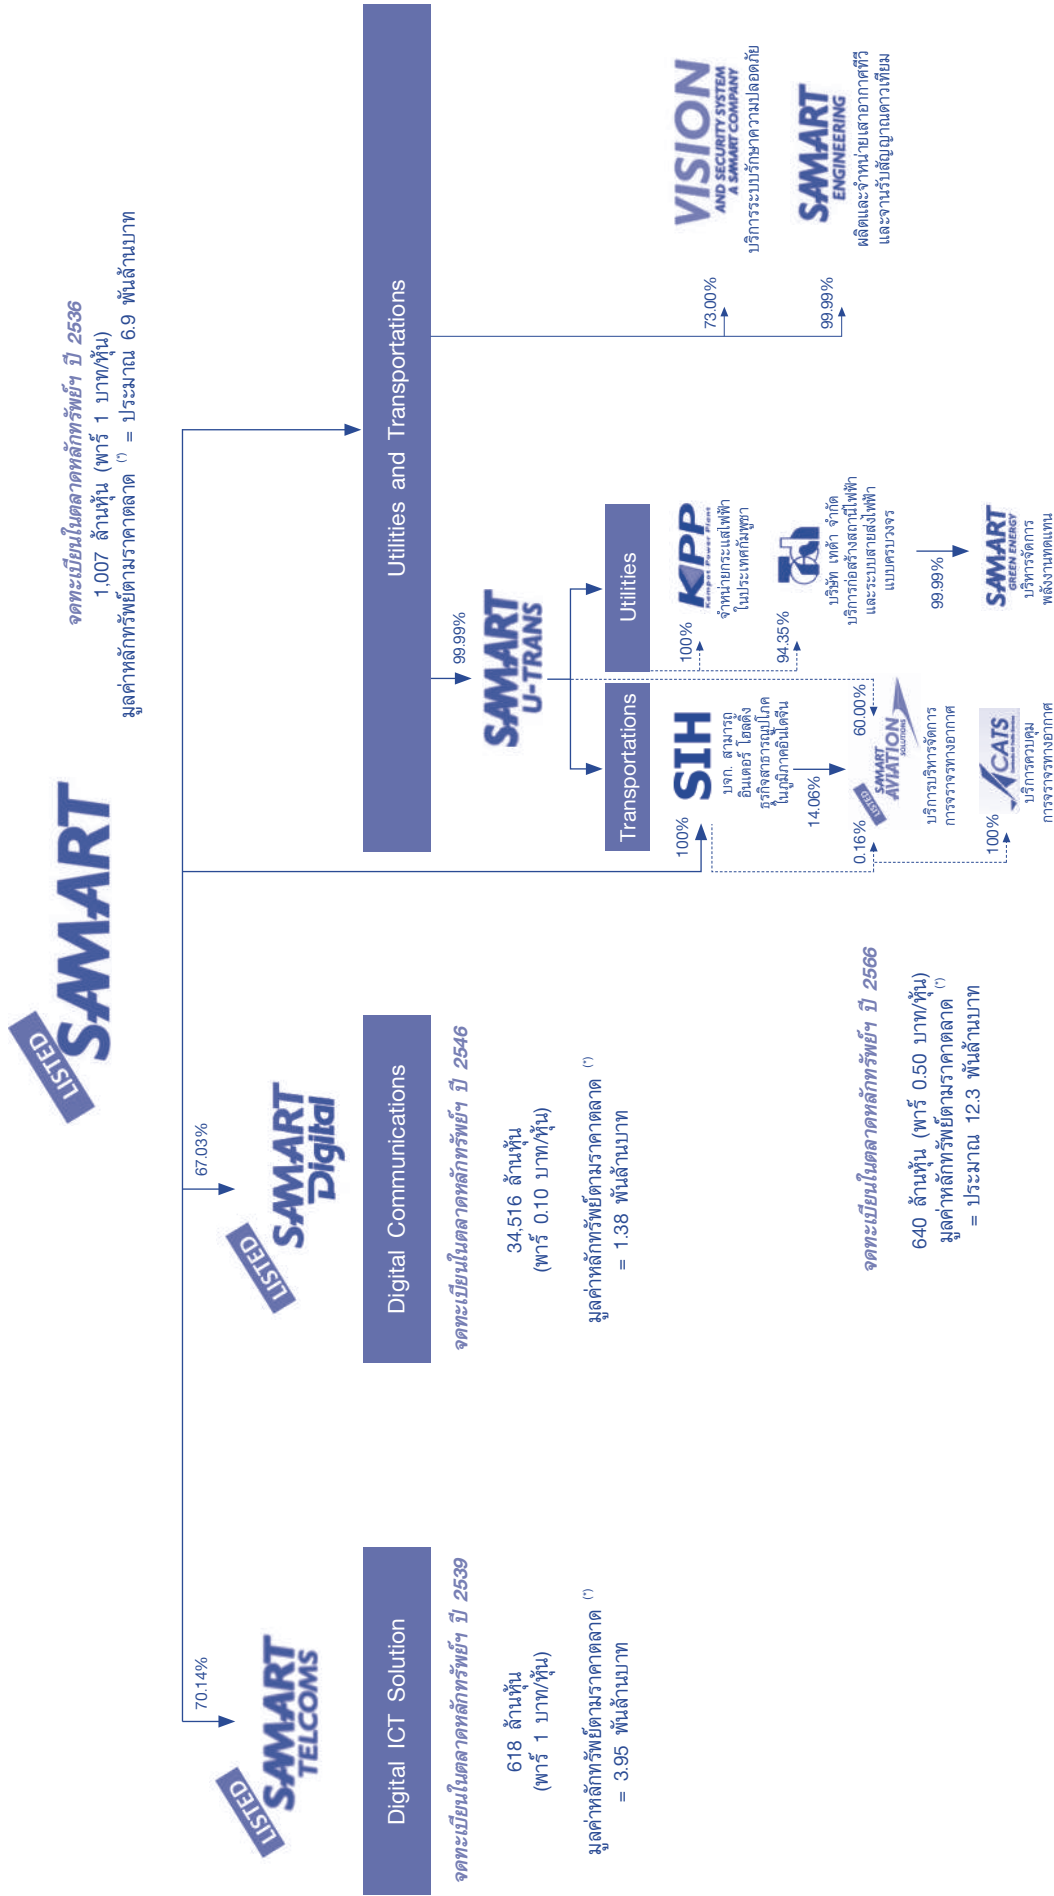 LISTED
SAMART
จดทะเบียนในตลาดหลักทรัพย์ฯ ปี 2536
1,007 ล้านหุ้น (พาร์ 1 บาท/หุ้น)
มูลค่าหลักทรัพย์ตามราคาตลาด (*) = ประมาณ 6.9 พันล้านบาท
70.14%
LISTED
SAMART
TELCOMS
Digital ICT Solution
จดทะเบียนในตลาดหลักทรัพย์ฯ ปี 2539
618 ล้านหุ้น
(พาร์ 1 บาท/หุ้น)
มูลค่าหลักทรัพย์ตามราคาตลาด (*)
= 3.95 พันล้านบาท
67.03%
LISTED
SAMART
Digital
Digital Communications
จดทะเบียนในตลาดหลักทรัพย์ฯ ปี 2546
34,516 ล้านหุ้น
(พาร์ 0.10 บาท/หุ้น)
มูลค่าหลักทรัพย์ตามราคาตลาด (*)
= 1.38 พันล้านบาท
Utilities and Transportations
99.99%
SAMART
U-TRANS
Transportations
100%
SIH
บจก. สามารถ
อินเตอร์ โฮลดิ้ง
ธุรกิจสาธารณูปโภค
ในภูมิภาคอินโดจีน
14.06%
60.00%
0.16%
LISTED
SAMART
AVIATION
SOLUTIONS
บริการบริหารจัดการ
การจราจรทางอากาศ
100%
CATS
บริการควบคุม
การจราจรทางอากาศ
จดทะเบียนในตลาดหลักทรัพย์ฯ ปี 2566
640 ล้านหุ้น (พาร์ 0.50 บาท/หุ้น)
มูลค่าหลักทรัพย์ตามราคาตลาด (*)
= ประมาณ 12.3 พันล้านบาท
Utilities
100%
KPP
Kampot Power Plant
จำหน่ายกระแสไฟฟ้า
ในประเทศกัมพูชา
94.35%
บริษัท เทด้า จำกัด
บริการก่อสร้างสถานีไฟฟ้า
และระบบสายส่งไฟฟ้า
แบบครบวงจร
99.99%
SAMART
GREEN ENERGY
บริหารจัดการ
พลังงานทดแทน
73.00%
VISION
AND SECURITY SYSTEM
A SAMART COMPANY
บริการระบบรักษาความปลอดภัย
99.99%
SAMART
ENGINEERING
ผลิตและจำหน่ายเสาอากาศทีวี
และจานรับสัญญาณดาวเทียม